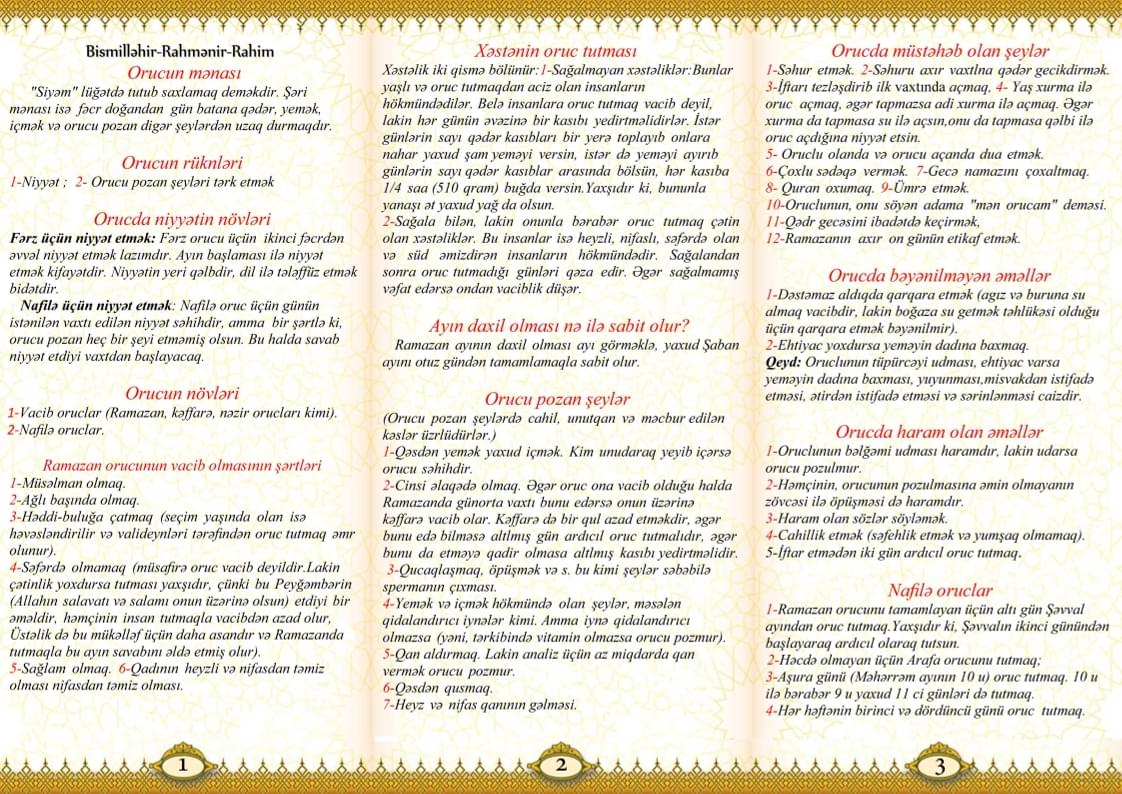 Bismilləhir-Rahmənir-Rahim
Orucun mənası
"Siyəm" lüğətdə tutub saxlamaq deməkdir. Şəri
mənası isə fəcr doğandan gün batana qədər, yemək,
içmək və orucu pozan digər şeylərdən uzaq durmaqdır.
Orucun rüknləri
1-Niyyət ; 2- Orucu pozan şeyləri tərk etmək
Orucda niyyətin növləri
Fərz üçün niyyət etmək: Fərz orucu üçün ikinci fəcrdən
əvvəl niyyət etmək lazımdır. Ayın başlaması ilə niyyət
etmək kifayətdir. Niyyətin yeri qəlbdir, dil ilə tələffüz etmək
bidətdir.
Nafilə üçün niyyət etmək: Nafilə oruc üçün günün
istənilən vaxtı edilən niyyət səhihdir, amma bir şərtlə ki,
orucu pozan heç bir şeyi etməmiş olsun. Bu halda savab
niyyət etdiyi vaxtdan başlayacaq.
Orucun növləri
1-Vacib oruclar (Ramazan, kəffarə, nəzir orucları kimi).
2-Nafilə oruclar.
Ramazan orucunun vacib olmasının şərtləri
1-Müsəlman olmaq.
2-Ağlı başında olmaq.
3-Həddi-buluğa çatmaq (seçim yaşında olan isə
həvəsləndirilir və valideynləri tərəfindən oruc tutmaq əmr
olunur).
4-Səfərdə olmamaq (müsafirə oruc vacib deyildir.Lakin
çətinlik yoxdursa tutması yaxşıdır, çünki bu Peyğəmbərin
(Allahın salavatı və salamı onun üzərinə olsun) etdiyi bir
əməldir, həmçinin insan tutmaqla vacibdən azad olur,
Üstəlik də bu mükəlləf üçün daha asandır və Ramazanda
tutmaqla bu ayın savabını əldə etmiş olur).
5-Sağlam olmaq. 6-Qadının heyzli və nifasdan təmiz
olması nifasdan təmiz olması.
1
Xəstənin oruc tutması
Xəstəlik iki qismə bölünür:1-Sağalmayan xəstəliklər:Bunlar
yaşlı və oruc tutmaqdan aciz olan insanların
hökmündədilər. Belə insanlara oruc tutmaq vacib deyil,
lakin hər günün əvəzinə bir kasıbı yedirtməlidirlər. İstər
günlərin sayı qədər kasıbları bir yerə toplayıb onlara
nahar yaxud şam yeməyi versin, istər də yeməyi ayırıb
günlərin sayı qədər kasıblar arasında bölsün, hər kasıba
1/4 saa (510 qram) buğda versin.Yaxşıdır ki, bununla
yanaşı ət yaxud yağ da olsun.
2-Sağala bilən, lakin onunla bərabər oruc tutmaq çətin
olan xəstəliklər. Bu insanlar isə heyzli, nifaslı, səfərdə olan
və süd əmizdirən insanların hökmündədir. Sağalandan
sonra oruc tutmadığı günləri qəza edir. Əgər sağalmamış
vəfat edərsə ondan vaciblik düşər.
Ayın daxil olması nə ilə sabit olur?
Ramazan ayının daxil olması ayı görməklə, yaxud Şaban
ayını otuz gündən tamamlamaqla sabit olur.
Orucu pozan şeylər
(Orucu pozan şeylərdə cahil, unutqan və məcbur edilən
kəslər üzrlüdürlər.)
1-Qəsdən yemək yaxud içmək. Kim unudaraq yeyib içərsə
orucu səhihdir.
2-Cinsi əlaqədə olmaq. Əgər oruc ona vacib olduğu halda
Ramazanda günorta vaxtı bunu edərsə onun üzərinə
kəffarə vacib olar. Kəffarə də bir qul azad etməkdir, əgər
bunu edə bilməsə altlmış gün ardıcıl oruc tutmalıdır, əgər
bunu da etməyə qadir olmasa altlmış kasıbı yedirtməlidir.
3-Qucaqlaşmaq, öpüşmək və s. bu kimi şeylər səbəbilə
spermanın çıxması.
4-Yemək və içmək hökmündə olan şeylər, məsələn
qidalandırıcı iynələr kimi. Amma iynə qidalandırıcı
olmazsa (yəni, tərkibində vitamin olmazsa orucu pozmur).
5-Qan aldırmaq. Lakin analiz üçün az miqdarda qan
vermək orucu pozmur.
6-Qəsdən qusmaq.
7-Heyz və nifas qanının gəlməsi.
2
Orucda müstəhəb olan şeylər
1-Səhur etmək. 2-Səhuru axır vaxtlna qədər gecikdirmək.
3-İftarı tezləşdirib ilk vaxtında açmaq, 4- Yaş xurma ilə
oruc açmaq, əgər tapmazsa adi xurma ilə açmaq. Əgər
xurma da tapmasa su ilə açsın,onu da tapmasa qəlbi ilə
oruc açdığına niyyət etsin.
5- Oruclu olanda və orucu açanda dua etmək.
6-Çoxlu sədəqə vermək. 7-Gecə namazını çoxaltmaq.
8- Quran oxumaq. 9-Ümrə etmək.
10-Oruclunun, onu söyən adama "mən orucam" deməsi.
11-Qədr gecəsini ibadətdə keçirmək,
12-Ramazanın axır on günün etikaf etmək.
Orucda bəyənilməyən əməllər
1-Dəstəmaz aldıqda qarqara etmək (agız və buruna su
almaq vacibdir, lakin boğaza su getmək təhlükəsi olduğu
üçün qarqara etmək bəyənilmir).
2-Ehtiyac yoxdursa yeməyin dadına baxmaq.
Qeyd: Oruclunun tüpürcəyi udması, ehtiyac varsa
yeməyin dadına baxması, yuyunması,misvakdan istifadə
etməsi, ətirdən istifadə etməsi və sərinlənməsi caizdir.
Orucda haram olan əməllər
1-Oruclunun bəlğəmi udması haramdır, lakin udarsa
orucu pozulmur.
2-Həmçinin, orucunun pozulmasına əmin olmayanın
zövcəsi ilə öpüşməsi də haramdır.
3-Haram olan sözlər söyləmək.
4-Cahillik etmək (səfehlik etmək və yumşaq olmamaq).
5-İftar etmədən iki gün ardıcıl oruc tutmaq.
Nafilə oruclar
1-Ramazan orucunu tamamlayan üçün altı gün Şəvval
ayından oruc tutmaq.Yaxşıdır ki, Şəvvalın ikinci günündən
başlayaraq ardıcıl olaraq tutsun.
2-Həcdə olmayan üçün Arafa orucunu tutmaq;
3-Aşura günü (Məhərrəm ayının 10 u) oruc tutmaq. 10 u
ilə bərabər 9 u yaxud 11 ci günləri də tutmaq.
4-Hər həftənin birinci və dördüncü günü oruc tutmaq.
3